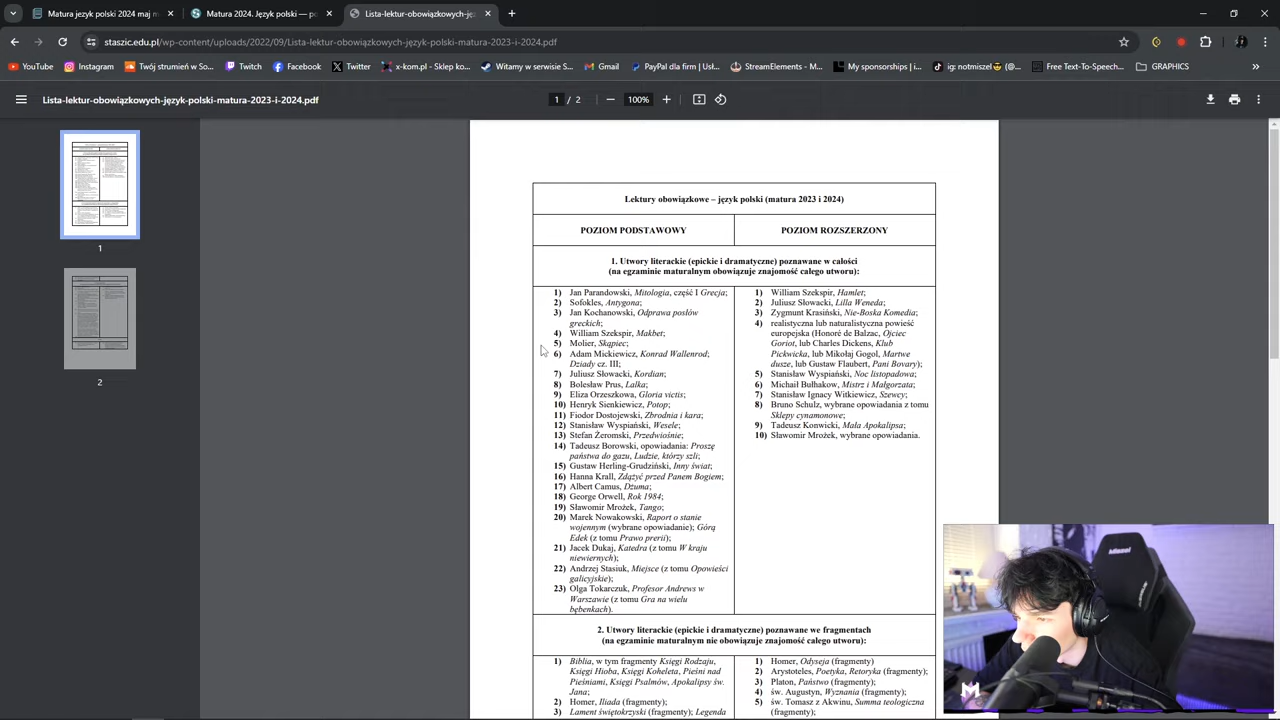 Matura język polski 2024 maj m
Matura 2024. Język polski — po
Lista-lektur-obowiązkowych-ję
staszic.edu.pl/wp-content/uploads/2022/09/Lista-lektur-obowiązkowych-język-polski-matura-2023-i-2024.pdf
YouTube Instagram Twój strumień w So... Twitch Facebook Twitter x-kom.pl - Sklep ko... Witamy w serwisie S... Gmail PayPal dla firm | Usł... StreamElements - M... My sponsorships | i... ig: notmiszel Free Text-To-Speech... GRAPHICS
Lista-lektur-obowiązkowych-język-polski-matura-2023-i-2024.pdf
1 / 2
100%
1
2
Lektury obowiązkowe – język polski (matura 2023 i 2024)
POZIOM PODSTAWOWY
POZIOM ROZSZERZONY
1. Utwory literackie (epickie i dramatyczne) poznawane w całości
(na egzaminie maturalnym obowiązuje znajomość całego utworu):
1) Jan Parandowski, Mitologia, część I Grecja;
2) Sofokles, Antygona;
3) Jan Kochanowski, Odprawa posłów
greckich;
4) William Szekspir, Makbet;
5) Molier, Skąpiec;
6) Adam Mickiewicz, Konrad Wallenrod;
Dziady cz. III;
7) Juliusz Słowacki, Kordian;
8) Bolesław Prus, Lalka;
9) Eliza Orzeszkowa, Gloria victis;
10) Henryk Sienkiewicz, Potop;
11) Fiodor Dostojewski, Zbrodnia i kara;
12) Stanisław Wyspiański, Wesele;
13) Stefan Żeromski, Przedwiośnie;
14) Tadeusz Borowski, opowiadania: Proszę
państwa do gazu, Ludzie, którzy szli;
15) Gustaw Herling-Grudziński, Inny świat;
16) Hanna Krall, Zdążyć przed Panem Bogiem;
17) Albert Camus, Dżuma;
18) George Orwell, Rok 1984;
19) Sławomir Mrożek, Tango;
20) Marek Nowakowski, Raport o stanie
wojennym (wybrane opowiadanie); Górą
Edek (z tomu Prawo prerii);
21) Jacek Dukaj, Katedra (z tomu W kraju
niewiernych);
22) Andrzej Stasiuk, Miejsce (z tomu Opowieści
galicyjskie);
23) Olga Tokarczuk, Profesor Andrews w
Warszawie (z tomu Gra na wielu
bębenkach).
1) William Szekspir, Hamlet;
2) Juliusz Słowacki, Lilla Weneda;
3) Zygmunt Krasiński, Nie-Boska Komedia;
4) realistyczna lub naturalistyczna powieść
europejska (Honoré de Balzac, Ojciec
Goriot, lub Charles Dickens, Klub
Pickwicka, lub Mikołaj Gogol, Martwe
dusze, lub Gustaw Flaubert, Pani Bovary);
5) Stanisław Wyspiański, Noc listopadowa;
6) Michaił Bułhakow, Mistrz i Małgorzata;
7) Stanisław Ignacy Witkiewicz, Szewcy;
8) Bruno Schulz, wybrane opowiadania z tomu
Sklepy cynamonowe;
9) Tadeusz Konwicki, Mała Apokalipsa;
10) Sławomir Mrożek, wybrane opowiadania.
2. Utwory literackie (epickie i dramatyczne) poznawane we fragmentach
(na egzaminie maturalnym nie obowiązuje znajomość całego utworu):
1) Biblia, w tym fragmenty Księgi Rodzaju,
Księgi Hioba, Księgi Koheleta, Pieśni nad
Pieśniami, Księgi Psalmów, Apokalipsy św.
Jana;
2) Homer, Iliada (fragmenty);
3) Lament świętokrzyski (fragmenty); Legenda
1) Homer, Odyseja (fragmenty)
2) Arystoteles, Poetyka, Retoryka (fragmenty);
3) Platon, Państwo (fragmenty);
4) św. Augustyn, Wyznania (fragmenty);
5) św. Tomasz z Akwinu, Summa teologiczna
(fragmenty);